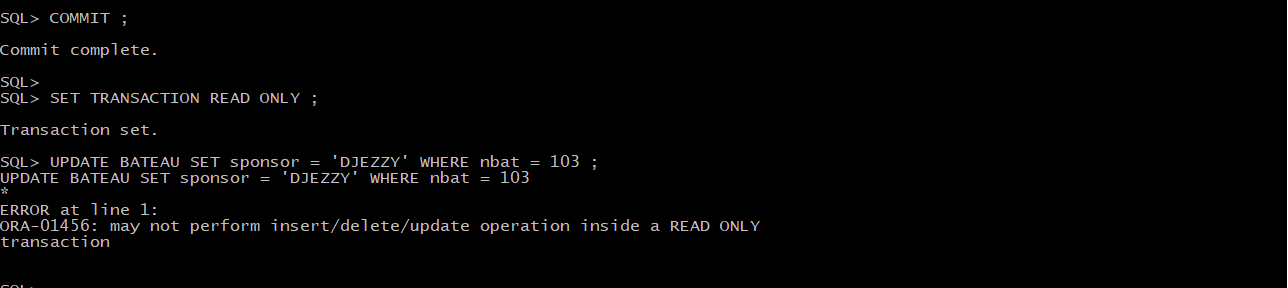 SQL> COMMIT ;
Commit complete.
SQL>
SQL> SET TRANSACTION READ ONLY ;
Transaction set.
SQL> UPDATE BATEAU SET sponsor = 'DJEZZY' WHERE nbat = 103 ;
UPDATE BATEAU SET sponsor = 'DJEZZY' WHERE nbat = 103
*
ERROR at line 1:
ORA-01456: may not perform insert/delete/update operation inside a READ ONLY
transaction
SQL>